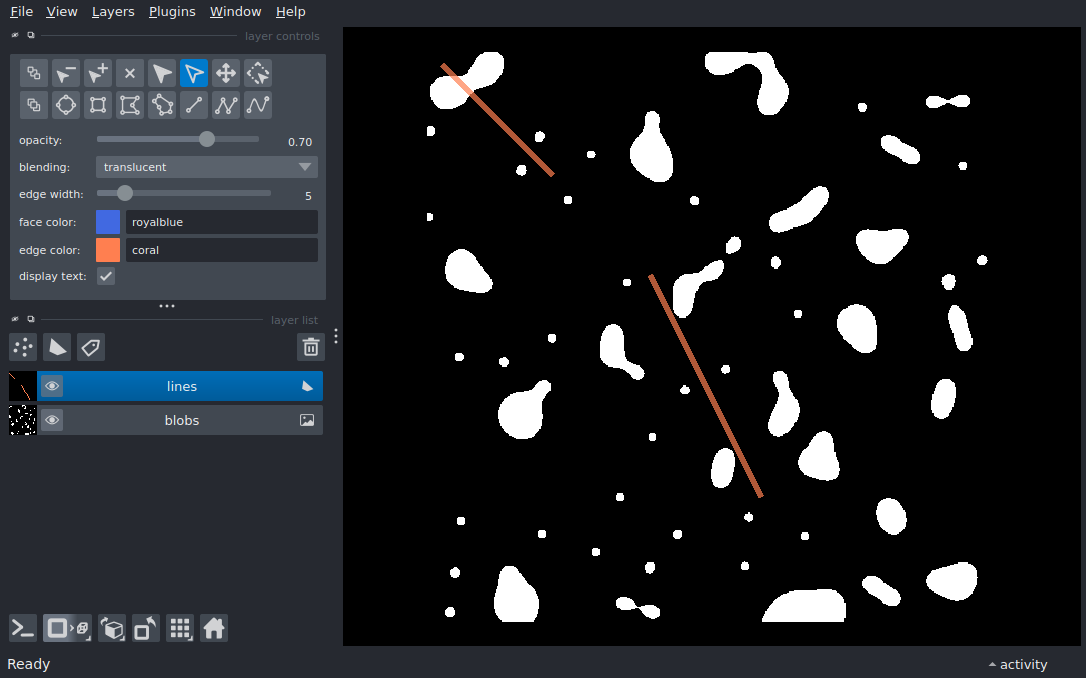 File View Layers Plugins Window Help
layer controls
opacity: 0.70
blending: translucent
edge width: 5
face color: royalblue
edge color: coral
display text:
layer list
lines
blobs
Ready
activity